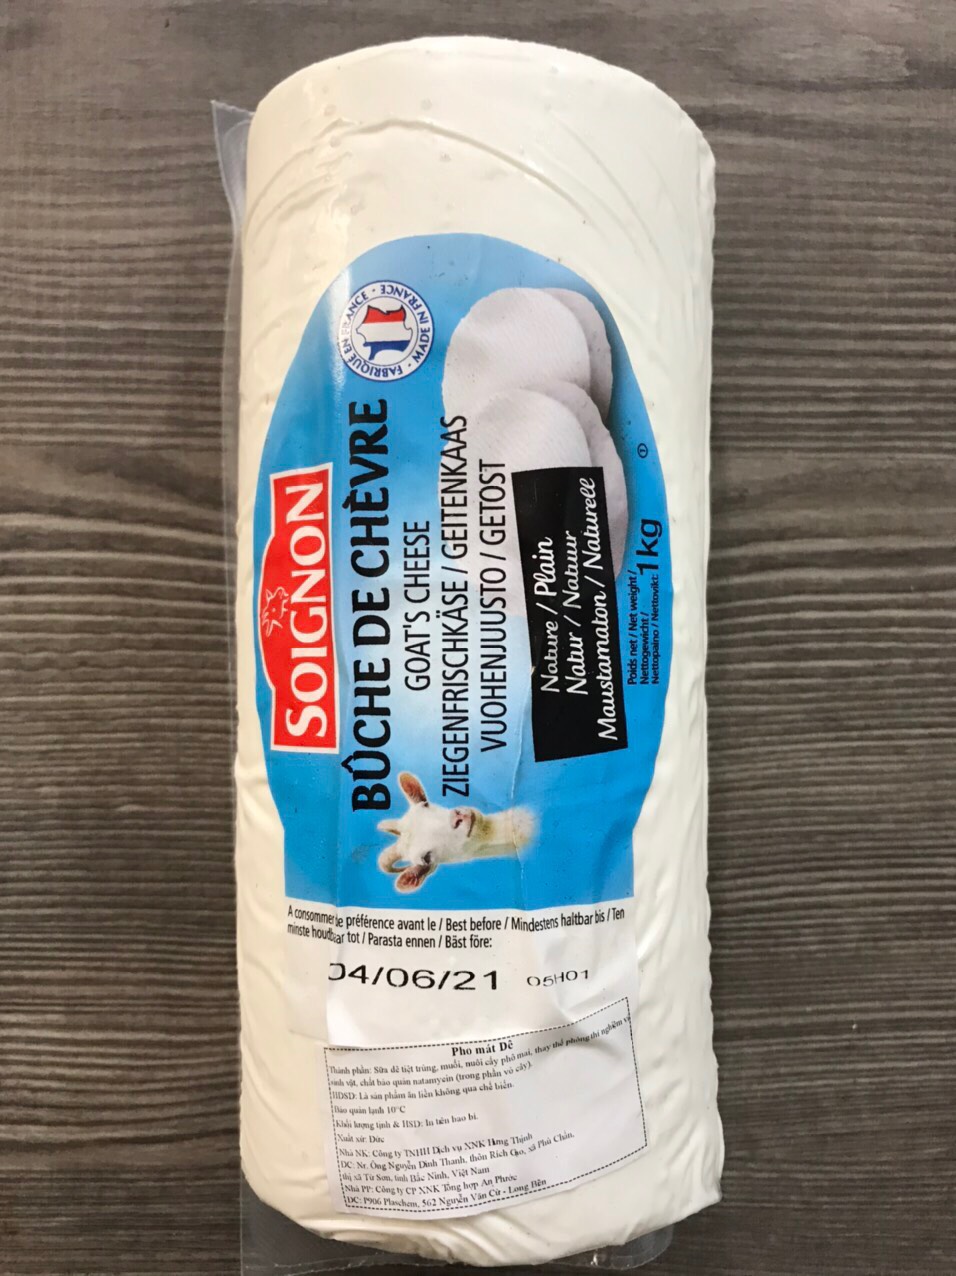 FABRIQUÉ EN FRANCE • MADE IN FRANCE •
SOIGNON
BÛCHE DE CHÈVRE
GOAT'S CHEESE
ZIEGENFRISCHKÄSE / GEITENKAAS
VUOHENJUUSTO / GETOST
Nature / Plain
Natur / Natuur
Maustamaton / Naturell
Poids net / Net weight /
Nettogewicht /
Nettopaino / Nettovikt: 1kg
A consommer de préférence avant le / Best before / Mindestens haltbar bis / Ten
minste houdbaar tot / Parasta ennen / Bäst före:
04/06/21 05H01
Pho mát Dê
Thành phần: Sữa dê tiệt trùng, muối, nuôi cấy phô mai, thay thế phòng thí nghiệm vi
sinh vật, chất bảo quản natamycin (trong phần vỏ cây).
HDSD: Là sản phẩm ăn liền không qua chế biến.
Bảo quản lạnh 10°C
Khối lượng tịnh & HSD: In trên bao bì.
Xuất xứ: Đức
Nhà NK: Công ty TNHH Dịch vụ XNK Hưng Thịnh
DC: Nr. Ông Nguyễn Đình Thanh, thôn Rích Gạo, xã Phù Chẩn,
thị xã Từ Sơn, tỉnh Bắc Ninh, Việt Nam
Nhà PP: Công ty CP XNK Tổng hợp An Phước
DC: P906 Plaschem, 562 Nguyễn Văn Cừ - Long Biên